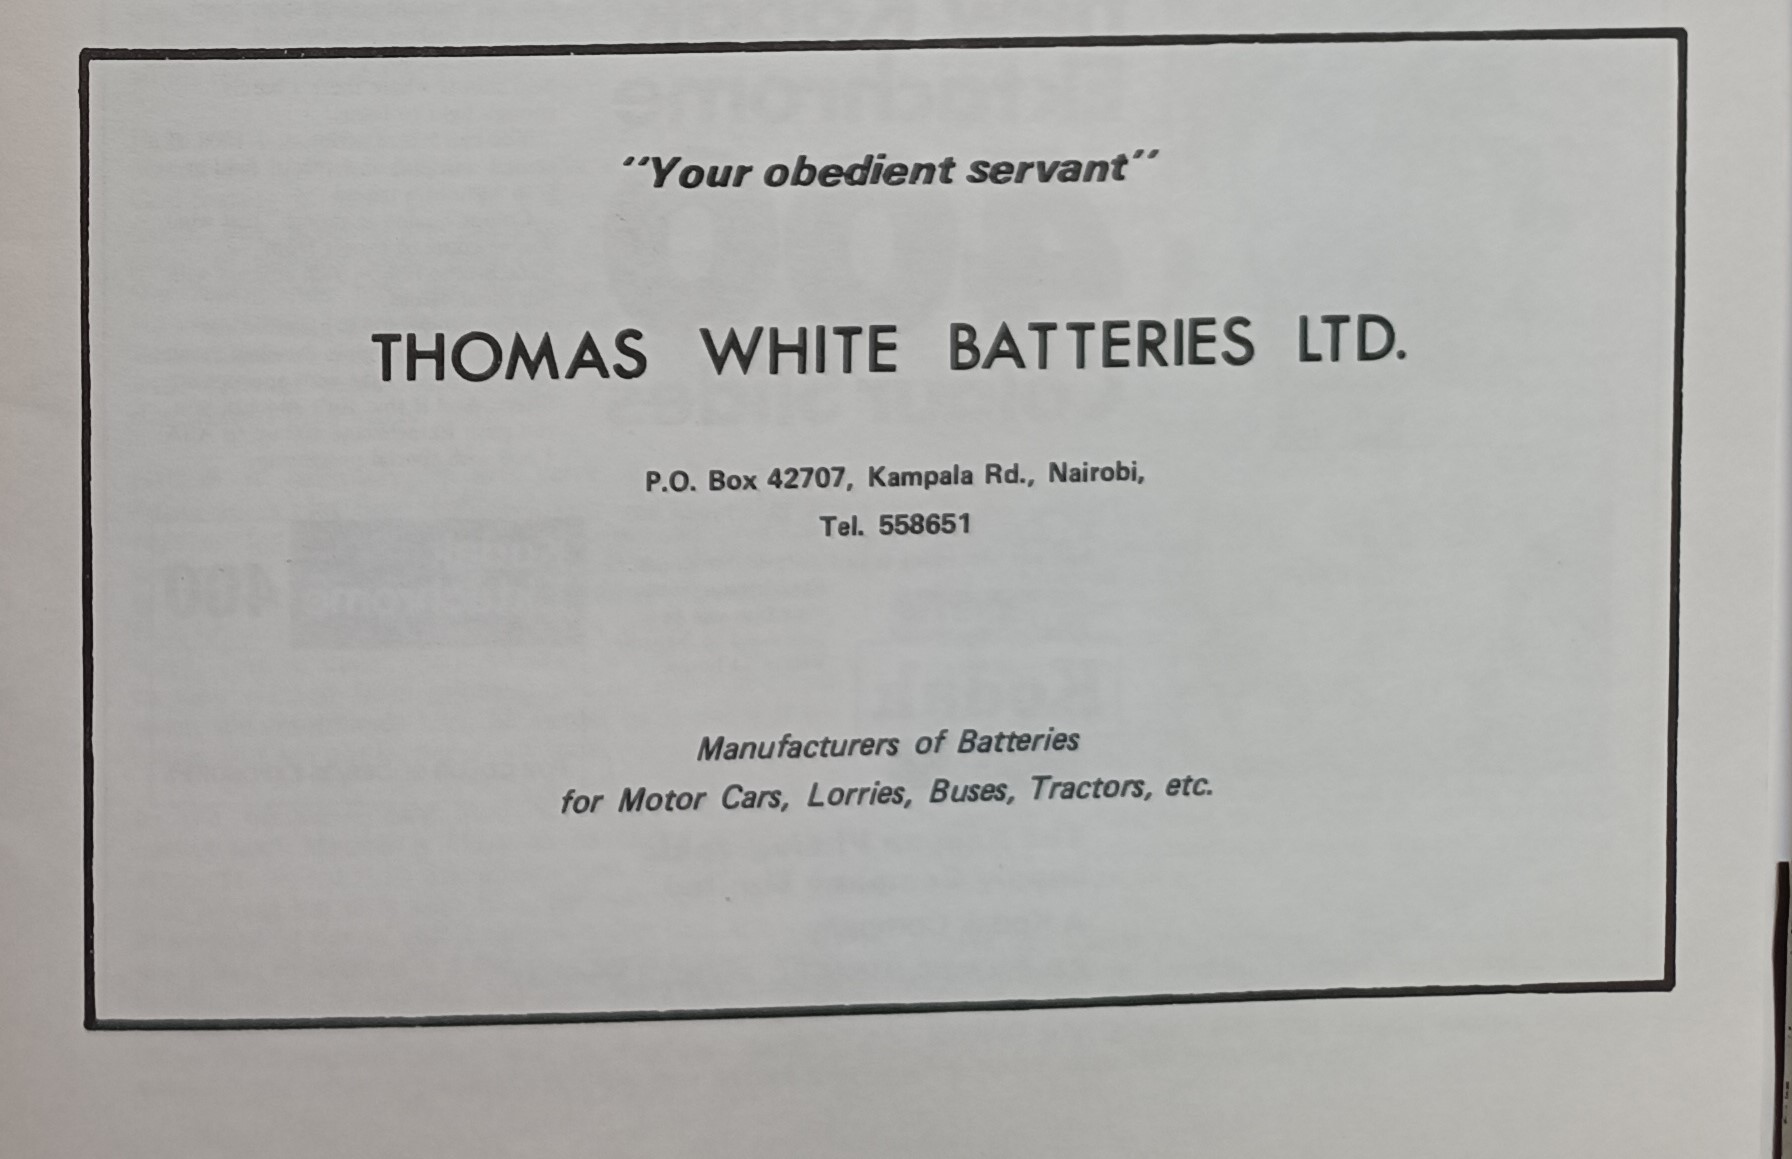 "Your obedient servant"
THOMAS WHITE BATTERIES LTD.
P.O. Box 42707, Kampala Rd., Nairobi,
Tel. 558651
Manufacturers of Batteries
for Motor Cars, Lorries, Buses, Tractors, etc.